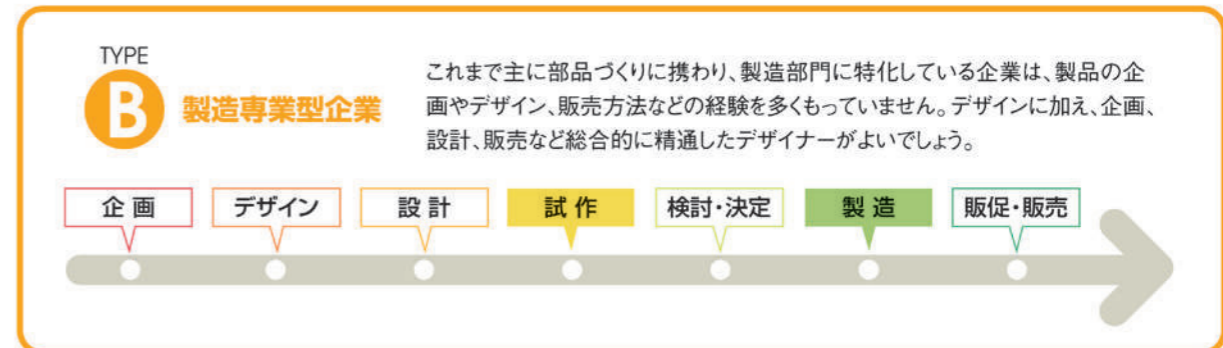 TYPE
B
製造専業型企業
これまで主に部品づくりに携わり、製造部門に特化している企業は、製品の企
画やデザイン、販売方法などの経験を多くもっていません。デザインに加え、企画、
設計、販売など総合的に精通したデザイナーがよいでしょう。
企画
デザイン
設計
試作
検討・決定
製造
販促・販売